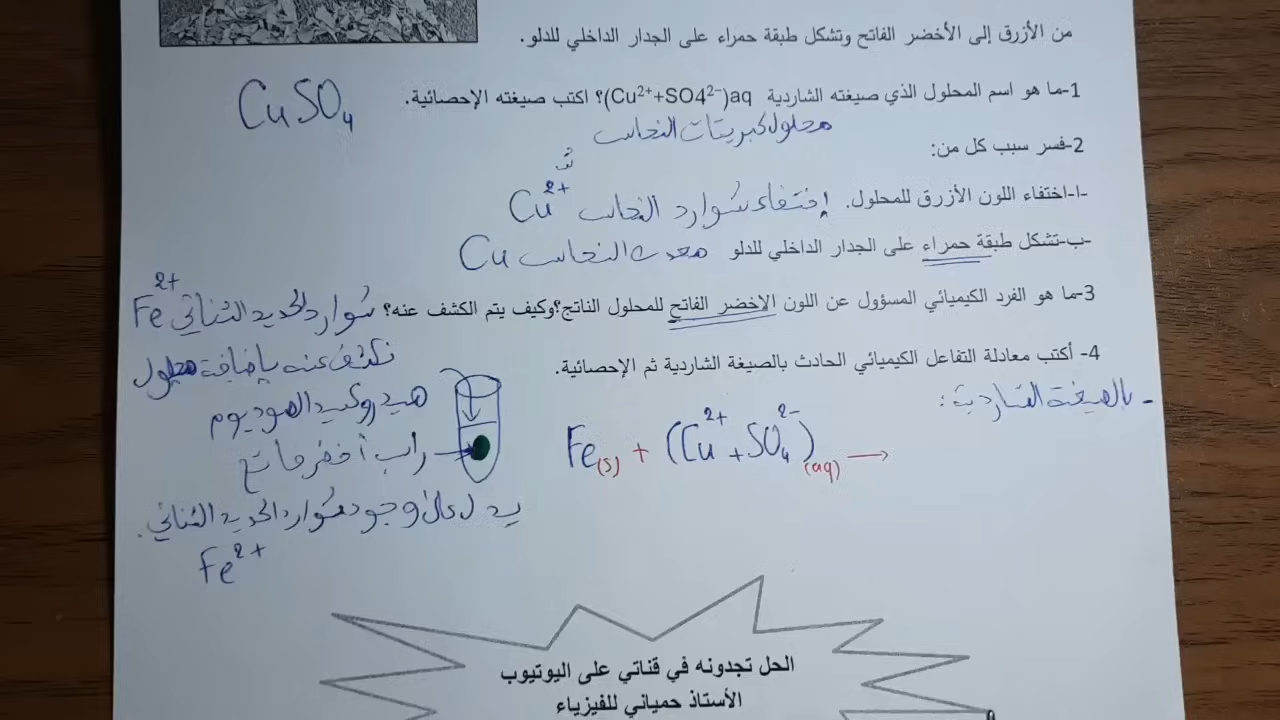 من الأزرق إلى الأخضر الفاتح وتشكل طبقة حمراء على الجدار الداخلي للدلو.
1-ما هو اسم المحلول الذي صيغته الشاردية (Cu²⁺+SO4²⁻)aq؟ اكتب صيغته الإحصائية.
CuSO₄
محلول كبريتات النحاس
2-فسر سبب كل من:
-ا-اختفاء اللون الأزرق للمحلول. إختفاء شوارد النحاس Cu²⁺
-ب-تشكل طبقة حمراء على الجدار الداخلي للدلو معدن النحاس Cu
3-ما هو الفرد الكيميائي المسؤول عن اللون الاخضر الفاتح للمحلول الناتج؟وكيف يتم الكشف عنه؟ شوارد الحديد الثنائي Fe²⁺
نكشف عنه بإضافة محلول
هيدروكسيد الصوديوم
راسب أخضر فاتح
يدل على وجود شوارد الحديد الثنائي.
Fe²⁺
4- أكتب معادلة التفاعل الكيميائي الحادث بالصيغة الشاردية ثم الإحصائية.
- بالصيغة الشاردية:
Fe(s) + (Cu²⁺+SO₄²⁻)(aq) →
الحل تجدونه في قناتي على اليوتيوب
الأستاذ حمياني للفيزياء